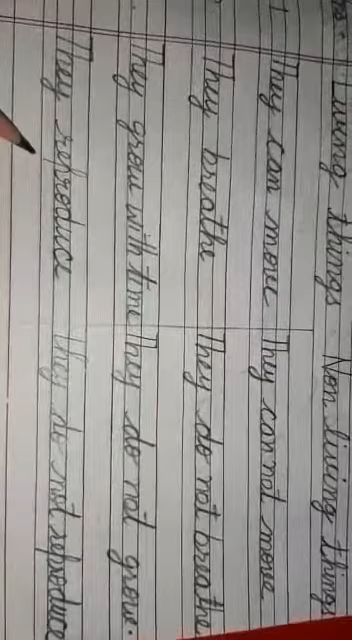 Living things Non living things
They can move They can not move
They breathe They do not breathe
They grow with time They do not grow.
They reproduce They do not reproduce